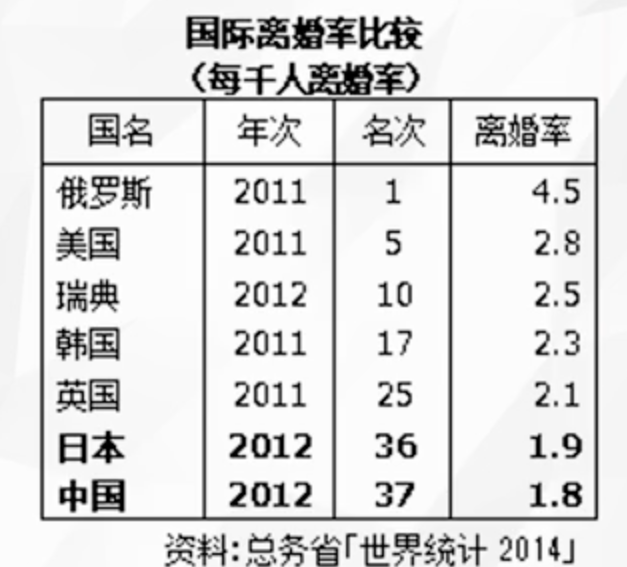 国际离婚率比较
（每千人离婚率）
国名 年次 名次 离婚率
俄罗斯 2011 1 4.5
美国 2011 5 2.8
瑞典 2012 10 2.5
韩国 2011 17 2.3
英国 2011 25 2.1
日本 2012 36 1.9
中国 2012 37 1.8
资料:总务省「世界统计 2014」